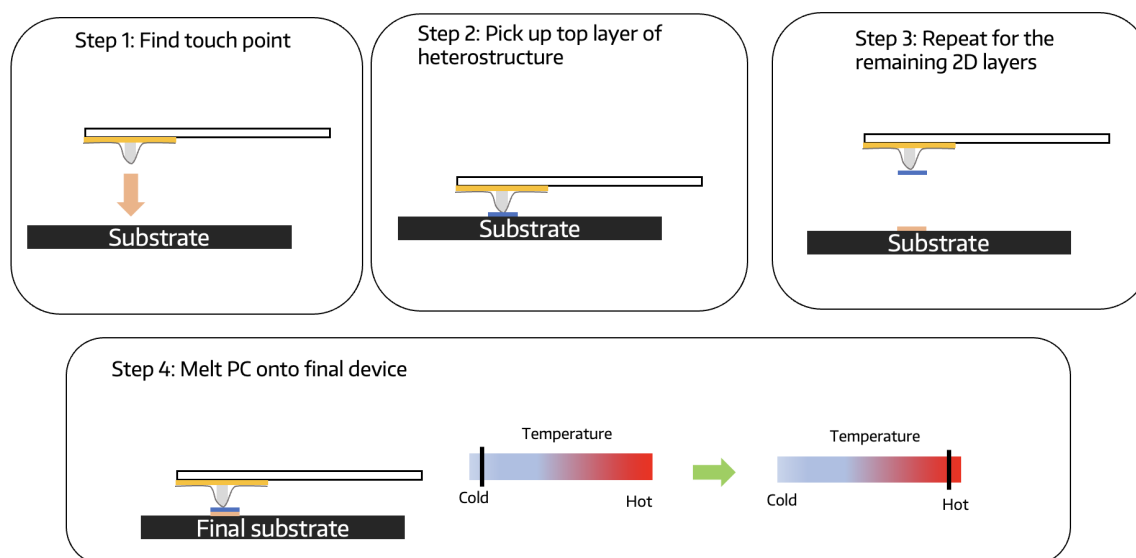 Step 1: Find touch point
Substrate
Step 2: Pick up top layer of
heterostructure
Substrate
Step 3: Repeat for the
remaining 2D layers
Substrate
Step 4: Melt PC onto final device
Final substrate
Temperature
Cold
Hot
Temperature
Cold
Hot